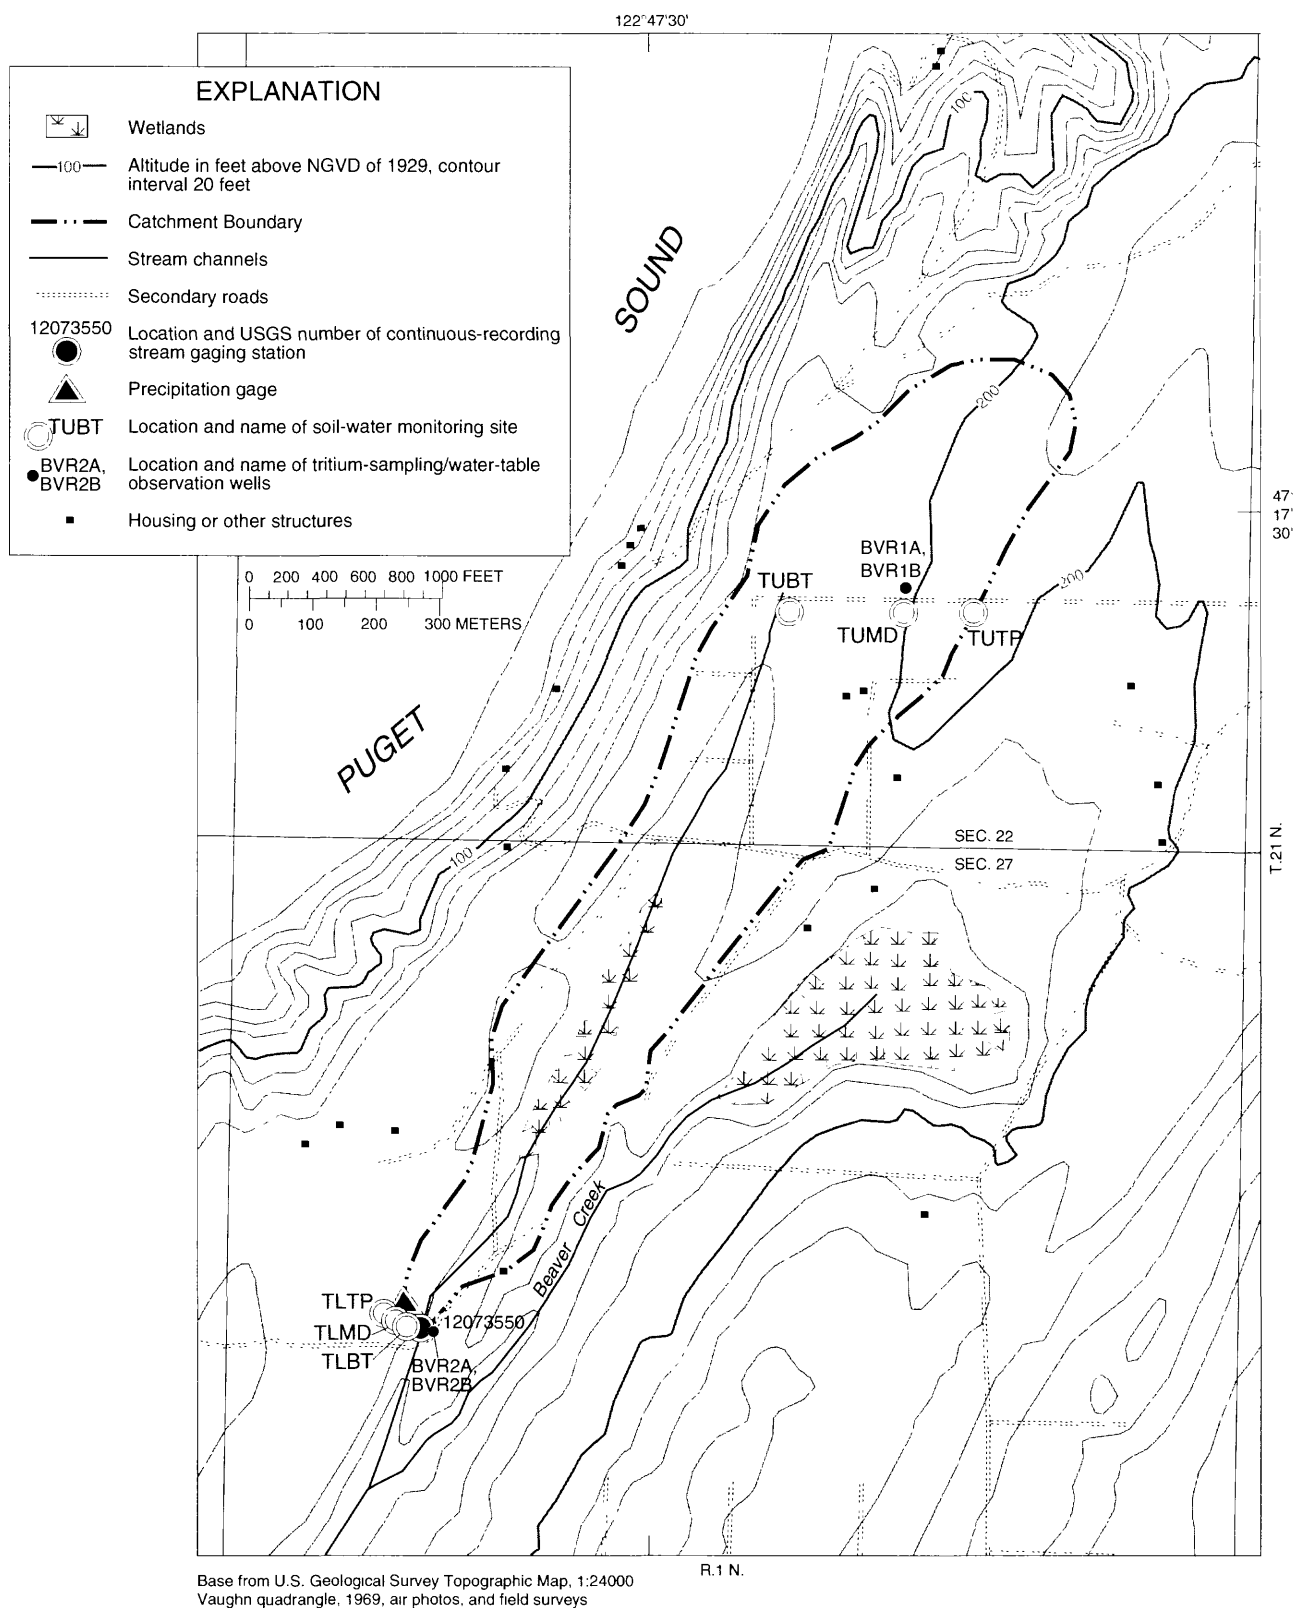 122°47'30'
EXPLANATION
Wetlands
100
Altitude in feet above NGVD of 1929, contour
interval 20 feet
Catchment Boundary
Stream channels
Secondary roads
12073550
Location and USGS number of continuous-recording
stream gaging station
Precipitation gage
TUBT
Location and name of soil-water monitoring site
BVR2A,
BVR2B
Location and name of tritium-sampling/water-table
observation wells
Housing or other structures
0 200 400 600 800 1000 FEET
0 100 200 300 METERS
PUGET
SOUND
100
200
47°
17'
30'
BVR1A,
BVR1B
TUBT
TUMD
TUTP
200
100
SEC. 22
SEC. 27
T.21 N.
Beaver Creek
TLTP
TLMD
TLBT
12073550
BVR2A,
BVR2B
R.1 N.
Base from U.S. Geological Survey Topographic Map, 1:24000
Vaughn quadrangle, 1969, air photos, and field surveys